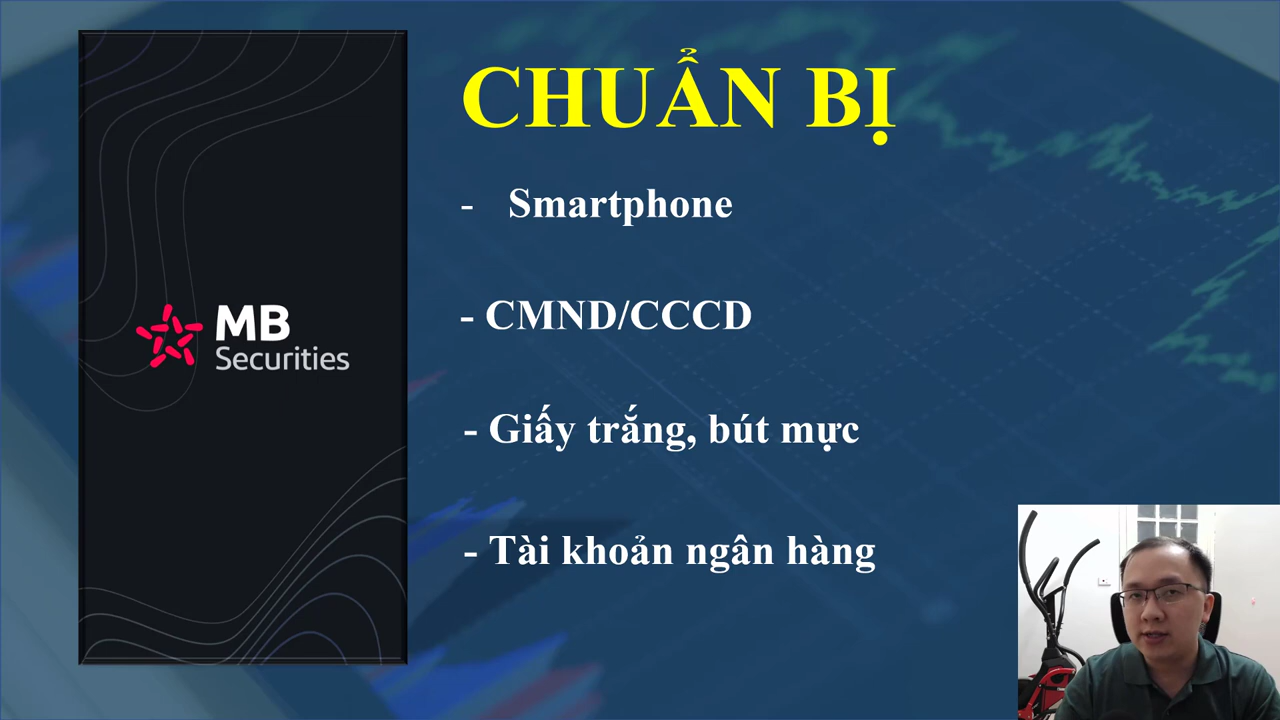 MB
Securities
CHUẨN BỊ
- Smartphone
- CMND/CCCD
- Giấy trắng, bút mực
- Tài khoản ngân hàng